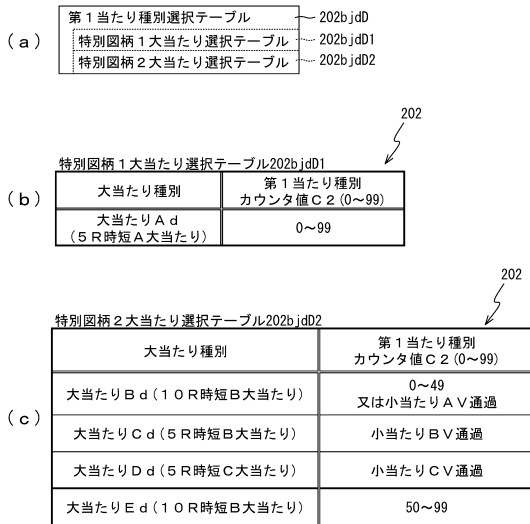 (a)
第１当たり種別選択テーブル 202bjdD
特別図柄１大当たり選択テーブル 202bjdD1
特別図柄２大当たり選択テーブル 202bjdD2
202
特別図柄１大当たり選択テーブル202bjdD1
(b)
大当たり種別
第１当たり種別
カウンタ値Ｃ２(0～99)
大当たりＡｄ
(５Ｒ時短Ａ大当たり)
0～99
202
特別図柄２大当たり選択テーブル202bjdD2
(c)
大当たり種別
第１当たり種別
カウンタ値Ｃ２(0～99)
大当たりＢｄ(１０Ｒ時短Ｂ大当たり)
0～49
又は小当たりＡＶ通過
大当たりＣｄ(５Ｒ時短Ｂ大当たり)
小当たりＢＶ通過
大当たりＤｄ(５Ｒ時短Ｃ大当たり)
小当たりＣＶ通過
大当たりＥｄ(１０Ｒ時短Ｂ大当たり)
50～99